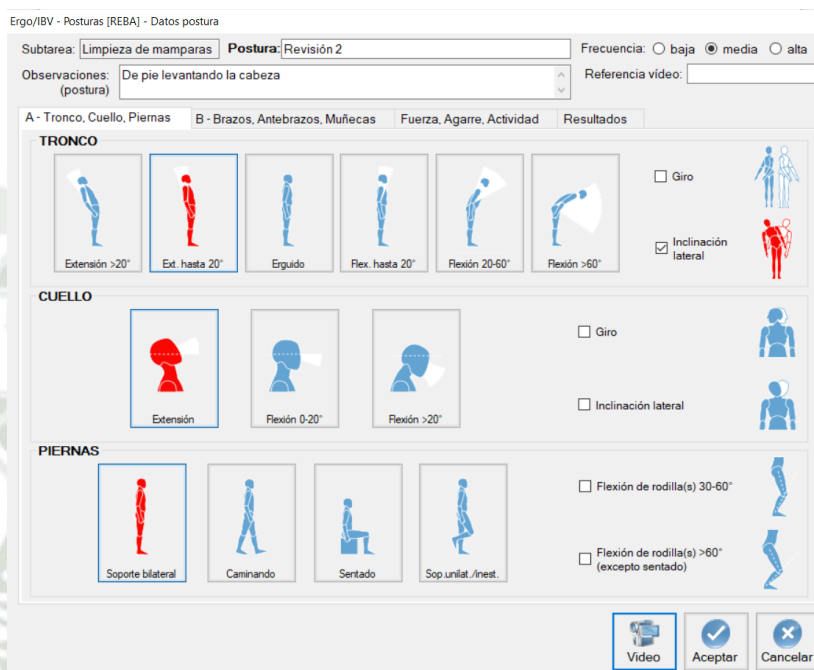 Ergo/IBV - Posturas [REBA] - Datos postura
Subtarea: Limpieza de mamparas Postura: Revisión 2 Frecuencia: baja media alta
Observaciones: De pie levantando la cabeza Referencia vídeo:
(postura)
A - Tronco, Cuello, Piernas B - Brazos, Antebrazos, Muñecas Fuerza, Agarre, Actividad Resultados
TRONCO
Giro
Inclinación
lateral
Extensión >20° Ext. hasta 20° Erguido Flex. hasta 20° Flexión 20-60° Flexión >60°
CUELLO
Giro
Inclinación lateral
Extensión Flexión 0-20° Flexión >20°
PIERNAS
Flexión de rodilla(s) 30-60°
Flexión de rodilla(s) >60°
(excepto sentado)
Soporte bilateral Caminando Sentado Sop.unilat./inest.
Video Aceptar Cancelar